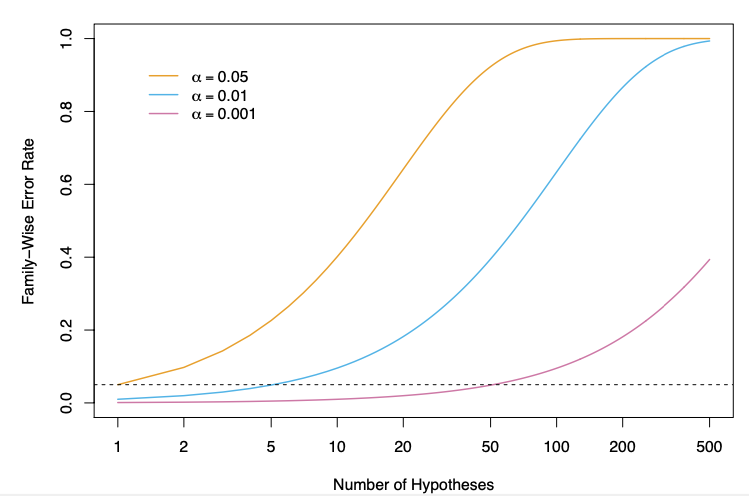 α = 0.05
α = 0.01
α = 0.001
Family−Wise Error Rate
1.0
0.8
0.6
0.4
0.2
0.0
1 2 5 10 20 50 100 200 500
Number of Hypotheses